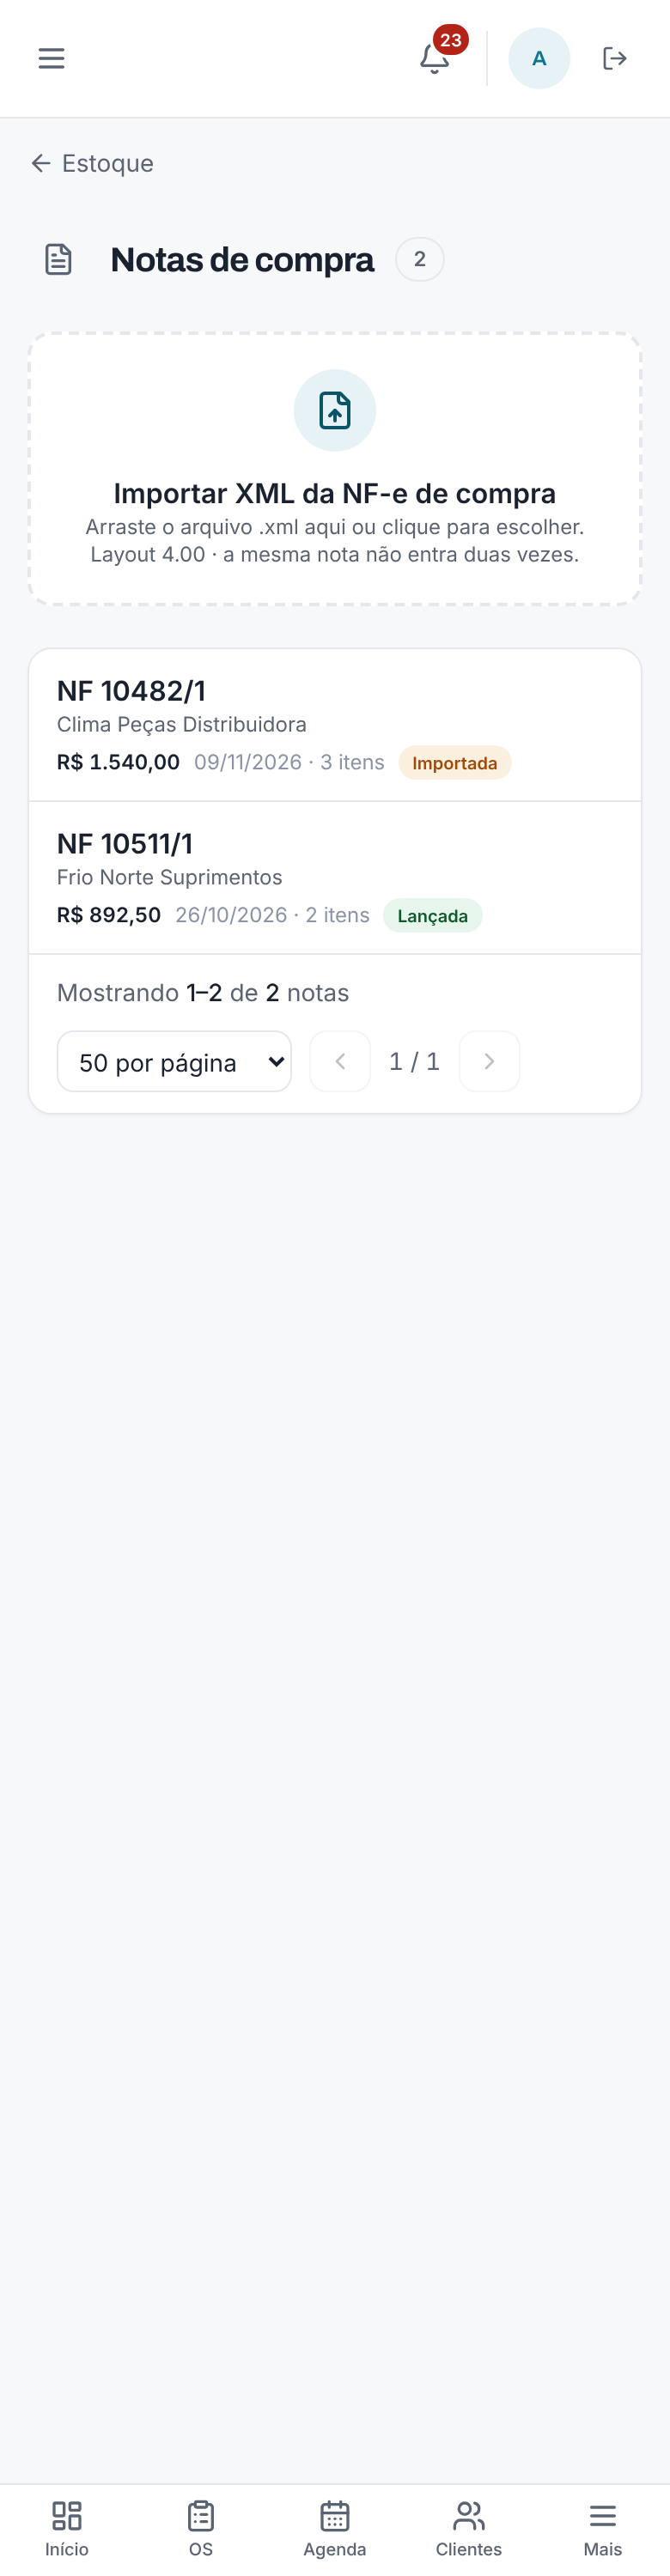 23
A
Estoque
Notas de compra 2
Importar XML da NF-e de compra
Arraste o arquivo .xml aqui ou clique para escolher.
Layout 4.00 · a mesma nota não entra duas vezes.
NF 10482/1
Clima Peças Distribuidora
R$ 1.540,00 09/11/2026 · 3 itens Importada
NF 10511/1
Frio Norte Suprimentos
R$ 892,50 26/10/2026 · 2 itens Lançada
Mostrando 1–2 de 2 notas
50 por página 1 / 1
Início OS Agenda Clientes Mais